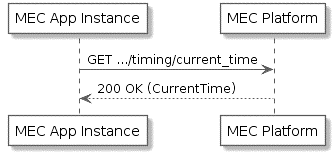 MEC App Instance
MEC Platform
GET .../timing/current_time
200 OK (CurrentTime)
MEC App Instance
MEC Platform